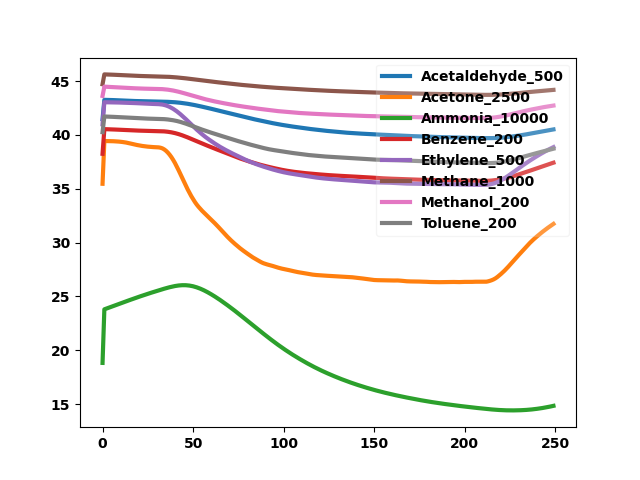 45
40
35
30
25
20
15
0 50 100 150 200 250
Acetaldehyde_500
Acetone_2500
Ammonia_10000
Benzene_200
Ethylene_500
Methane_1000
Methanol_200
Toluene_200